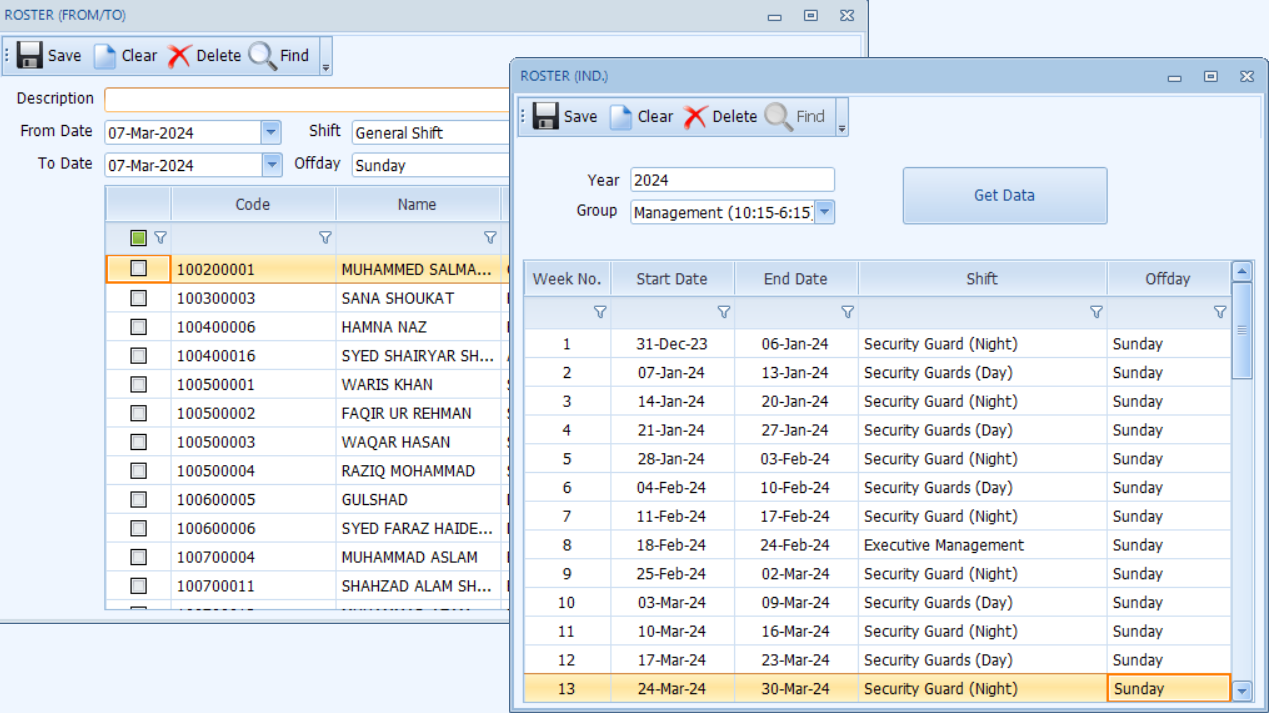 ROSTER (FROM/TO)
Save Clear Delete Find
Description
From Date 07-Mar-2024 Shift General Shift
To Date 07-Mar-2024 Offday Sunday
Code Name
100200001 MUHAMMED SALMA...
100300003 SANA SHOUKAT
100400006 HAMNA NAZ
100400016 SYED SHAIRYAR SH...
100500001 WARIS KHAN
100500002 FAQIR UR REHMAN
100500003 WAQAR HASAN
100500004 RAZIQ MOHAMMAD
100600005 GULSHAD
100600006 SYED FARAZ HAIDE...
100700004 MUHAMMAD ASLAM
100700011 SHAHZAD ALAM SH...
ROSTER (IND.)
Save Clear Delete Find
Year 2024
Group Management (10:15-6:15)
Get Data
Week No. Start Date End Date Shift Offday
1 31-Dec-23 06-Jan-24 Security Guard (Night) Sunday
2 07-Jan-24 13-Jan-24 Security Guards (Day) Sunday
3 14-Jan-24 20-Jan-24 Security Guard (Night) Sunday
4 21-Jan-24 27-Jan-24 Security Guards (Day) Sunday
5 28-Jan-24 03-Feb-24 Security Guard (Night) Sunday
6 04-Feb-24 10-Feb-24 Security Guards (Day) Sunday
7 11-Feb-24 17-Feb-24 Security Guard (Night) Sunday
8 18-Feb-24 24-Feb-24 Executive Management Sunday
9 25-Feb-24 02-Mar-24 Security Guard (Night) Sunday
10 03-Mar-24 09-Mar-24 Security Guards (Day) Sunday
11 10-Mar-24 16-Mar-24 Security Guard (Night) Sunday
12 17-Mar-24 23-Mar-24 Security Guards (Day) Sunday
13 24-Mar-24 30-Mar-24 Security Guard (Night) Sunday